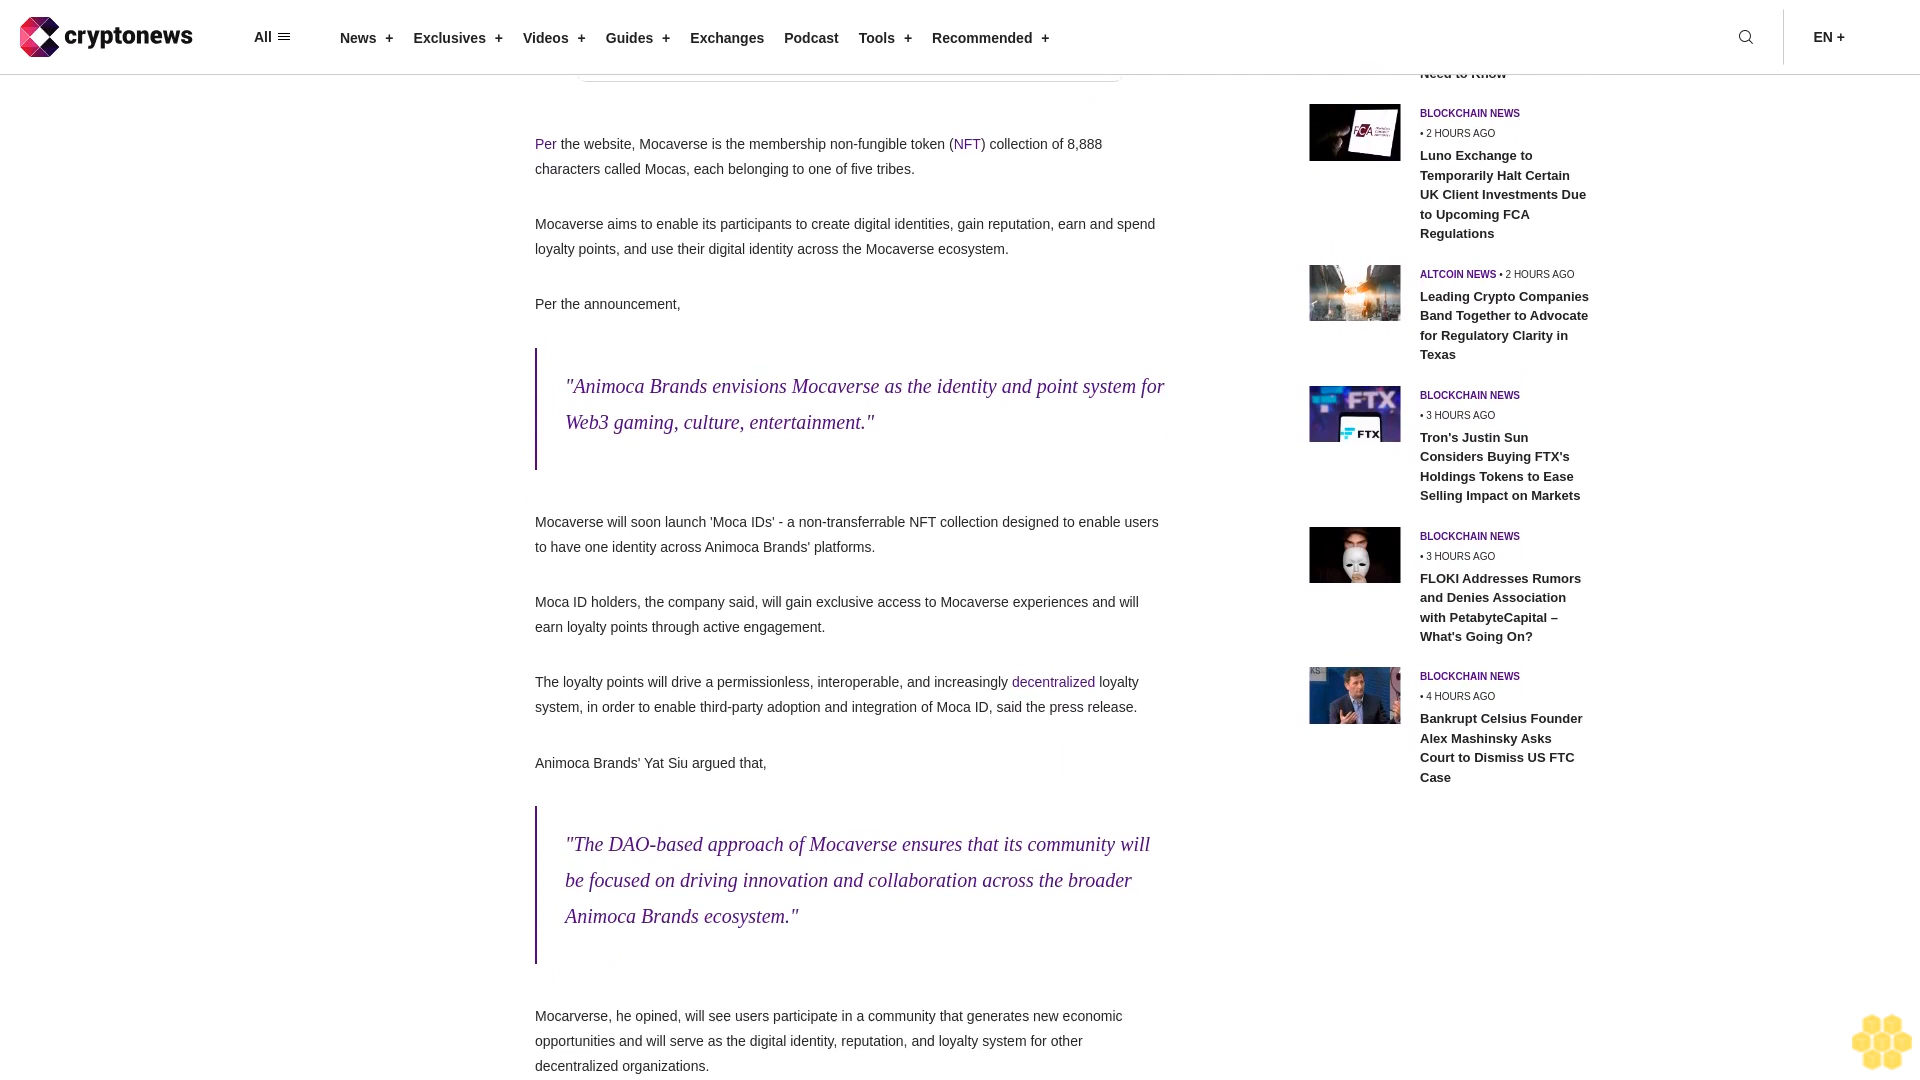 cryptonews
All
News +
Exclusives +
Videos +
Guides +
Exchanges
Podcast
Tools +
Recommended +
EN +
Per the website, Mocaverse is the membership non-fungible token (NFT) collection of 8,888
characters called Mocas, each belonging to one of five tribes.
Mocaverse aims to enable its participants to create digital identities, gain reputation, earn and spend
loyalty points, and use their digital identity across the Mocaverse ecosystem.
Per the announcement,
"Animoca Brands envisions Mocaverse as the identity and point system for
Web3 gaming, culture, entertainment."
Mocaverse will soon launch 'Moca IDs' - a non-transferrable NFT collection designed to enable users
to have one identity across Animoca Brands' platforms.
Moca ID holders, the company said, will gain exclusive access to Mocaverse experiences and will
earn loyalty points through active engagement.
The loyalty points will drive a permissionless, interoperable, and increasingly decentralized loyalty
system, in order to enable third-party adoption and integration of Moca ID, said the press release.
Animoca Brands' Yat Siu argued that,
"The DAO-based approach of Mocaverse ensures that its community will
be focused on driving innovation and collaboration across the broader
Animoca Brands ecosystem."
Mocarverse, he opined, will see users participate in a community that generates new economic
opportunities and will serve as the digital identity, reputation, and loyalty system for other
decentralized organizations.
Need to Know
FCA
BLOCKCHAIN NEWS
• 2 HOURS AGO
Luno Exchange to
Temporarily Halt Certain
UK Client Investments Due
to Upcoming FCA
Regulations
ALTCOIN NEWS • 2 HOURS AGO
Leading Crypto Companies
Band Together to Advocate
for Regulatory Clarity in
Texas
FTX
FTX
BLOCKCHAIN NEWS
• 3 HOURS AGO
Tron's Justin Sun
Considers Buying FTX's
Holdings Tokens to Ease
Selling Impact on Markets
BLOCKCHAIN NEWS
• 3 HOURS AGO
FLOKI Addresses Rumors
and Denies Association
with PetabyteCapital –
What's Going On?
KS
BLOCKCHAIN NEWS
• 4 HOURS AGO
Bankrupt Celsius Founder
Alex Mashinsky Asks
Court to Dismiss US FTC
Case